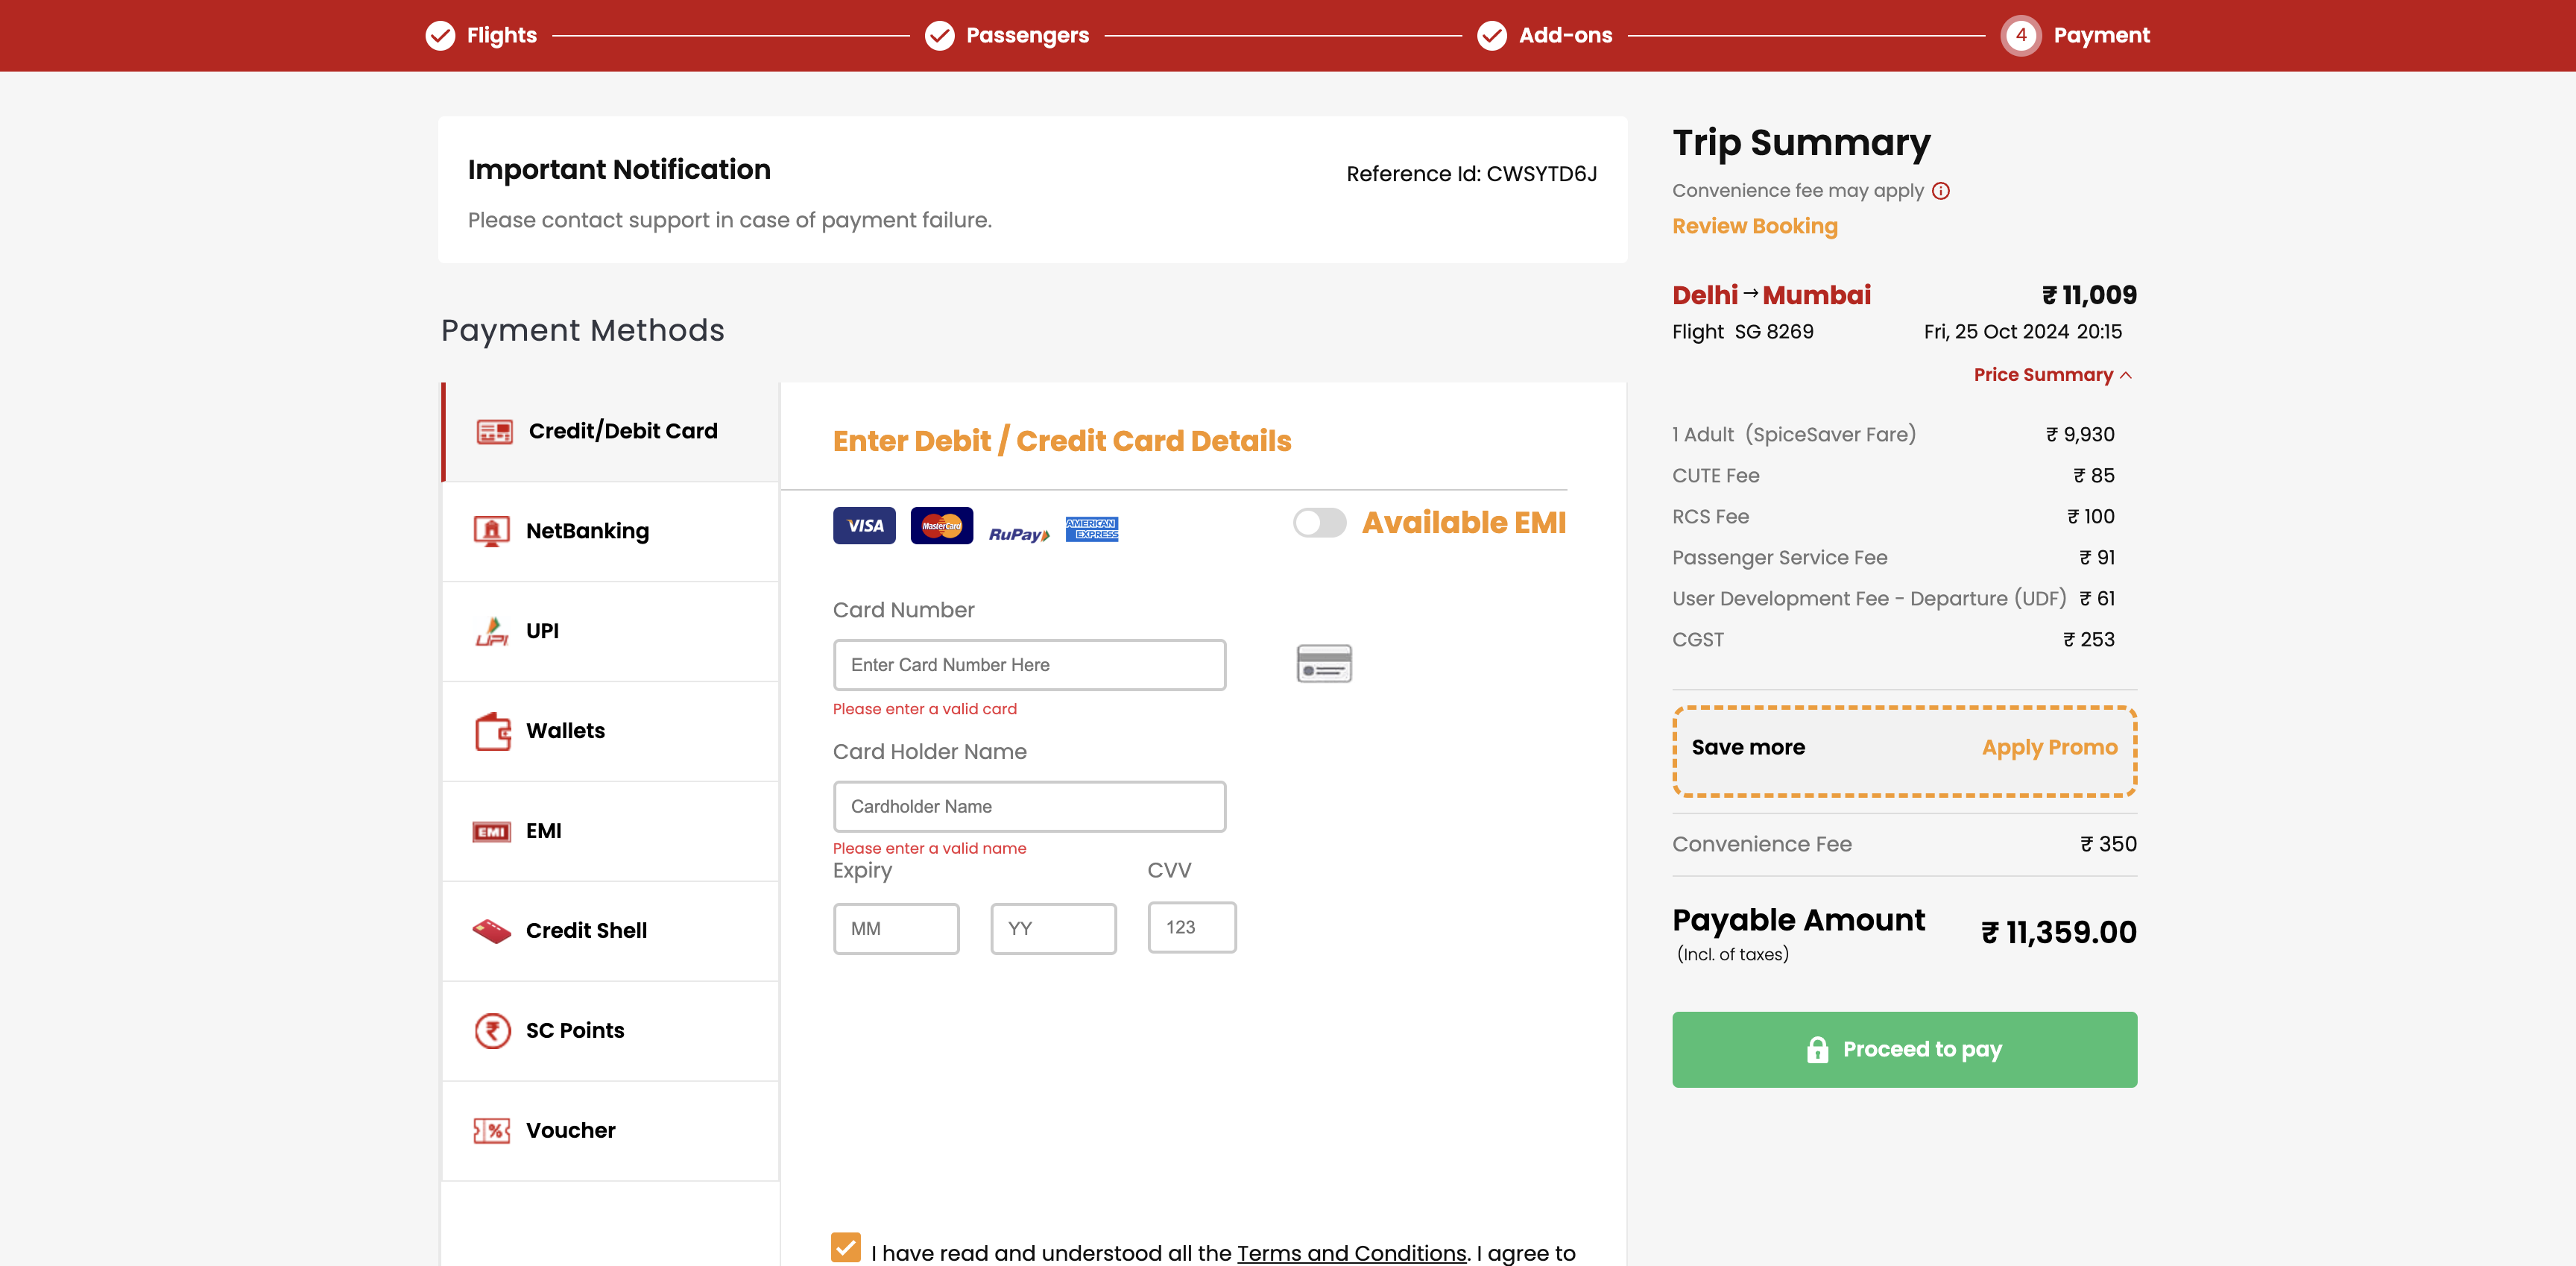 Flights
Passengers
Add-ons
4 Payment
Important Notification
Reference Id: CWSYTD6J
Please contact support in case of payment failure.
Payment Methods
Credit/Debit Card
NetBanking
UPI
UPI
Wallets
EMI
EMI
Credit Shell
₹
SC Points
%
Voucher
Enter Debit / Credit Card Details
VISA
MasterCard
RuPay
AMERICAN
EXPRESS
Available EMI
Card Number
Enter Card Number Here
Please enter a valid card
Card Holder Name
Cardholder Name
Please enter a valid name
Expiry
CVV
MM
YY
123
I have read and understood all the Terms and Conditions. I agree to
Trip Summary
Convenience fee may apply
Review Booking
Delhi → Mumbai ₹ 11,009
Flight SG 8269 Fri, 25 Oct 2024 20:15
Price Summary
1 Adult (SpiceSaver Fare) ₹ 9,930
CUTE Fee ₹ 85
RCS Fee ₹ 100
Passenger Service Fee ₹ 91
User Development Fee - Departure (UDF) ₹ 61
CGST ₹ 253
Save more Apply Promo
Convenience Fee ₹ 350
Payable Amount ₹ 11,359.00
(Incl. of taxes)
Proceed to pay